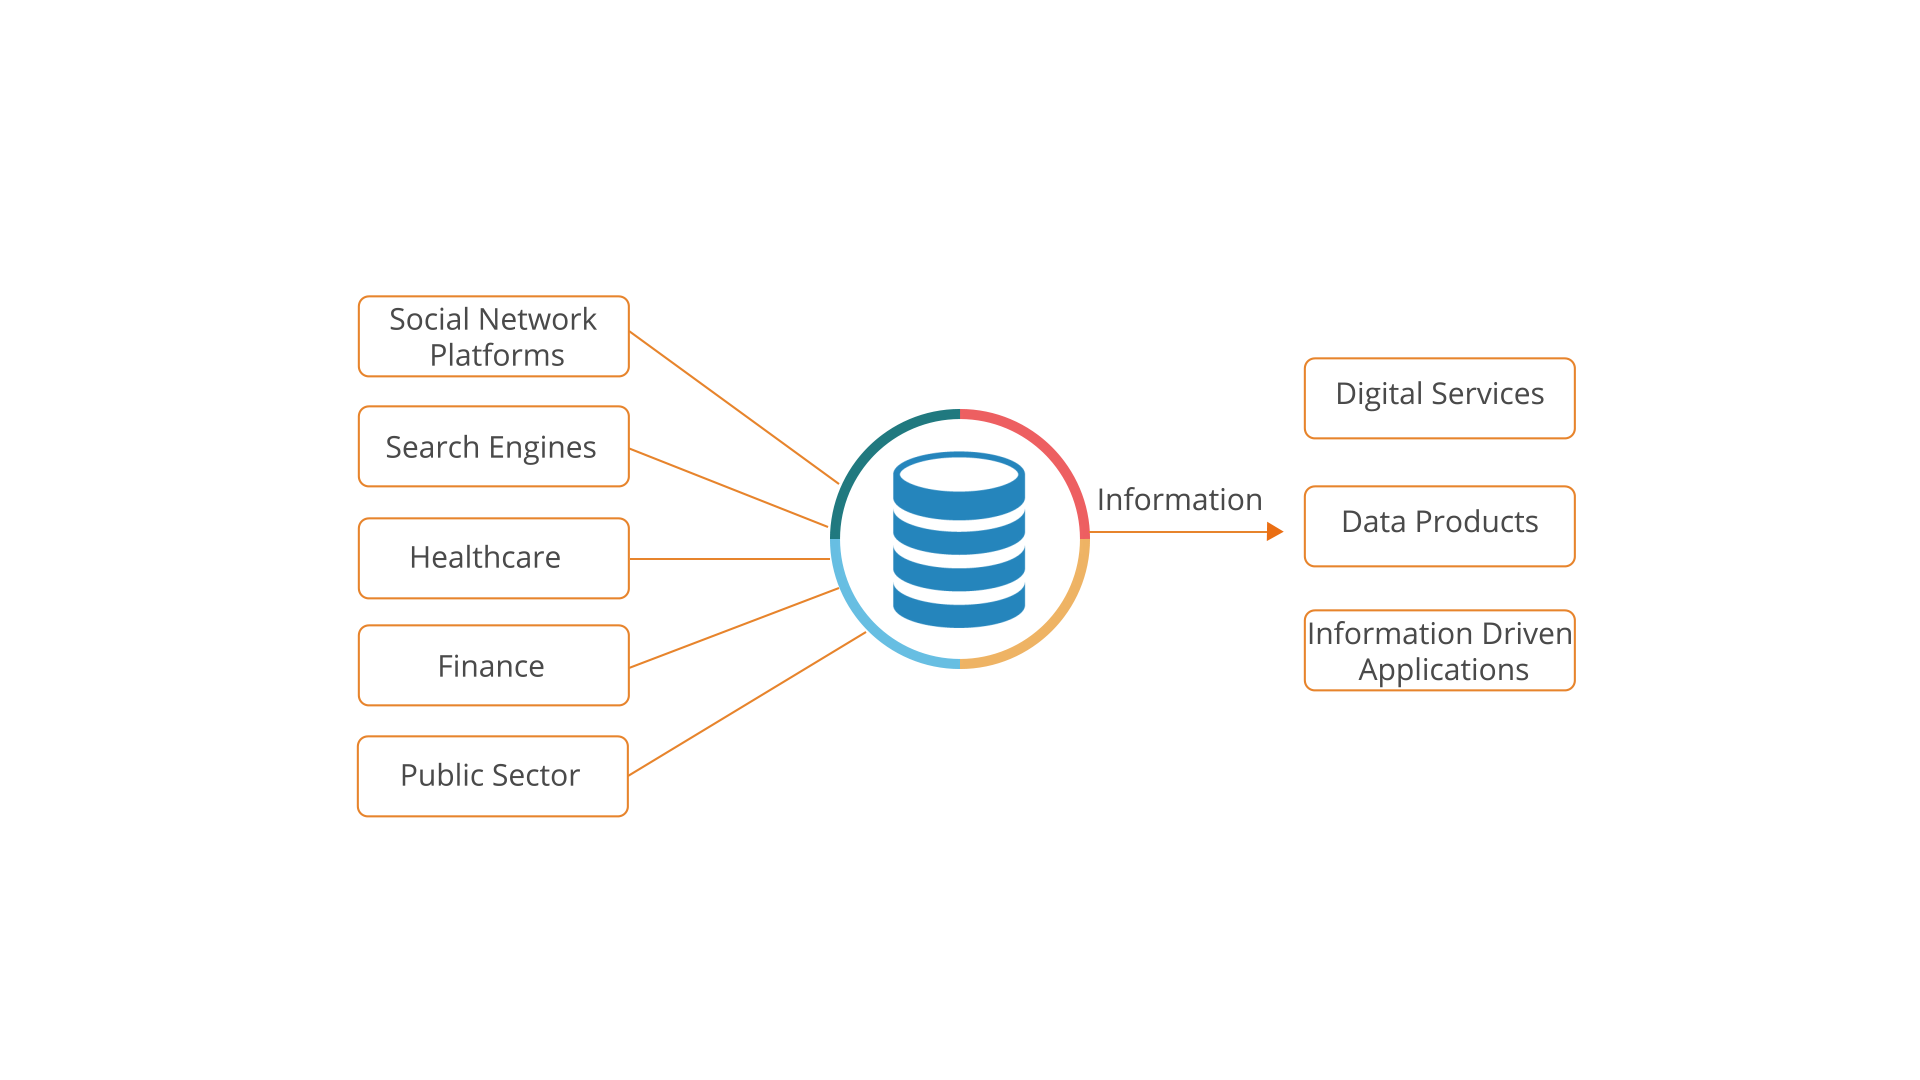 Social Network
Platforms
Search Engines
Healthcare
Finance
Public Sector
Information
Digital Services
Data Products
Information Driven
Applications